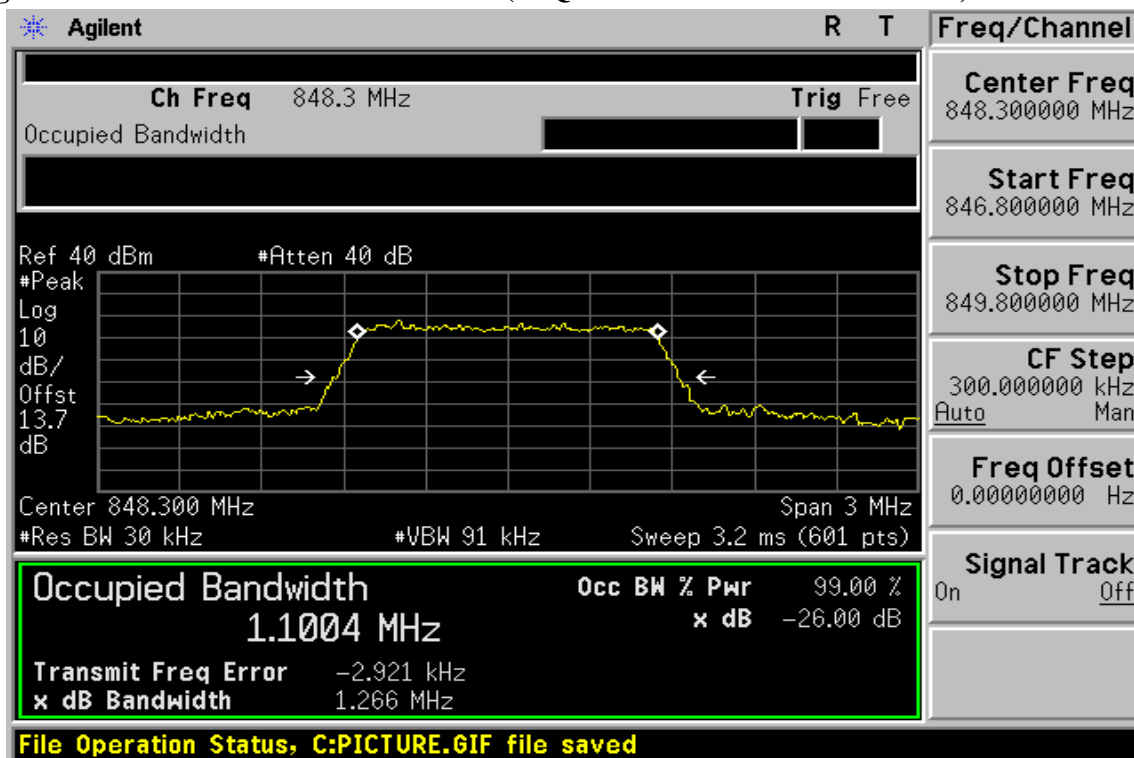 Agilent R T
Freq/Channel
Ch Freq 848.3 MHz Trig Free
Occupied Bandwidth
Ref 40 dBm #Atten 40 dB
#Peak
Log
10
dB/
Offst
13.7
dB
Center 848.300 MHz Span 3 MHz
#Res BW 30 kHz #VBW 91 kHz Sweep 3.2 ms (601 pts)
Occupied Bandwidth
1.1004 MHz
Occ BW % Pwr 99.00 %
x dB -26.00 dB
Transmit Freq Error -2.921 kHz
x dB Bandwidth 1.266 MHz
Center Freq
848.300000 MHz
Start Freq
846.800000 MHz
Stop Freq
849.800000 MHz
CF Step
300.000000 kHz
Auto Man
Freq Offset
0.00000000 Hz
Signal Track
On Off
File Operation Status, C:PICTURE.GIF file saved